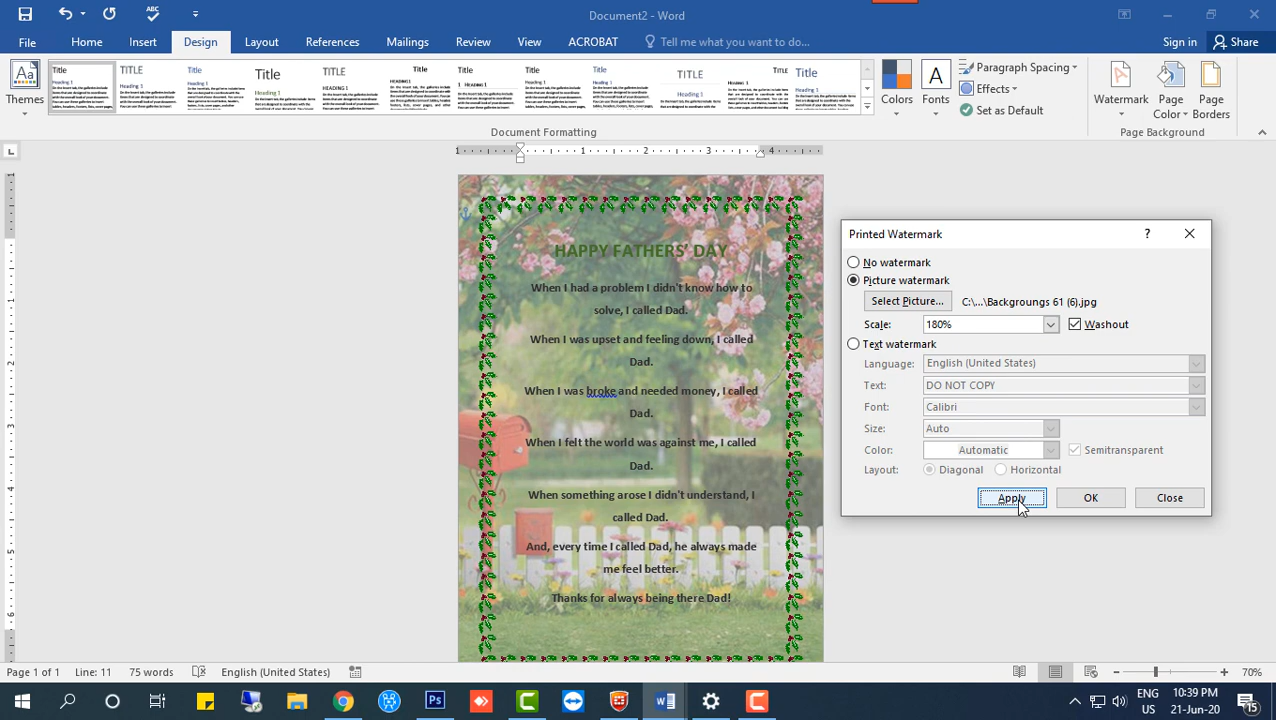 Document2 - Word
Sign in
Share
File
Home
Insert
Design
Layout
References
Mailings
Review
View
ACROBAT
Tell me what you want to do...
Themes
Colors
Fonts
Paragraph Spacing
Effects
Set as Default
Page
Color
Page
Borders
Document Formatting
Page Background
HAPPY FATHERS’ DAY
When I had a problem I didn't know how to
solve, I called Dad.
When I was upset and feeling down, I called
Dad.
When I was broke and needed money, I called
Dad.
When I felt the world was against me, I called
Dad.
When something arose I didn't understand, I
called Dad.
And, every time I called Dad, he always made
me feel better.
Thanks for always being there Dad!
Printed Watermark
No watermark
Picture watermark
Select Picture...
C:\...\Backgroungs 61 (6).jpg
Scale:
180%
Washout
Text watermark
Language:
English (United States)
Text:
DO NOT COPY
Font:
Calibri
Size:
Auto
Color:
Automatic
Semitransparent
Layout:
Diagonal
Horizontal
Apply
OK
Close
Page 1 of 1
Line: 11
75 words
English (United States)
70%
ENG
US
21-Jun-20
15